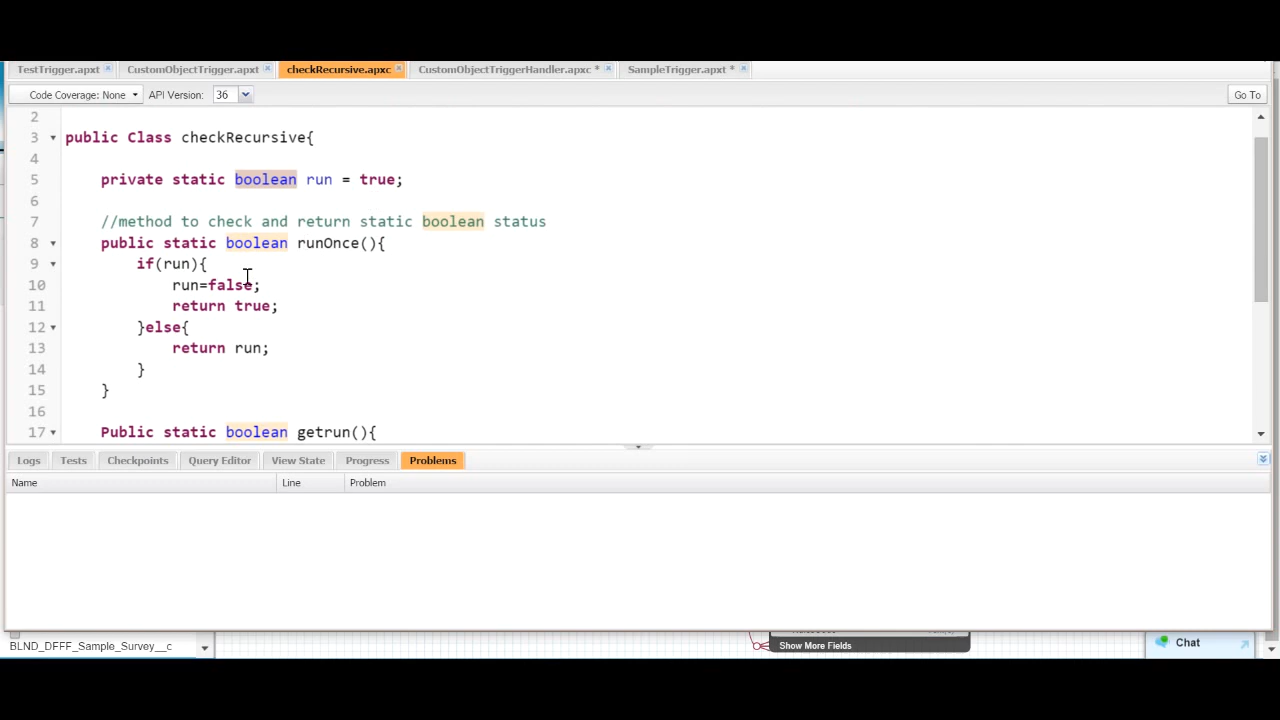 TestTrigger.apxt CustomObjectTrigger.apxt checkRecursive.apxc CustomObjectTriggerHandler.apxc * SampleTrigger.apxt *
Code Coverage: None API Version: 36 Go To
2
3 public Class checkRecursive{
4
5 private static boolean run = true;
6
7 //method to check and return static boolean status
8 public static boolean runOnce(){
9 if(run){
10 run=false;
11 return true;
12 }else{
13 return run;
14 }
15 }
16
17 Public static boolean getrun(){
Logs Tests Checkpoints Query Editor View State Progress Problems
Name Line Problem
BLND_DFFF_Sample_Survey__c Show More Fields Chat